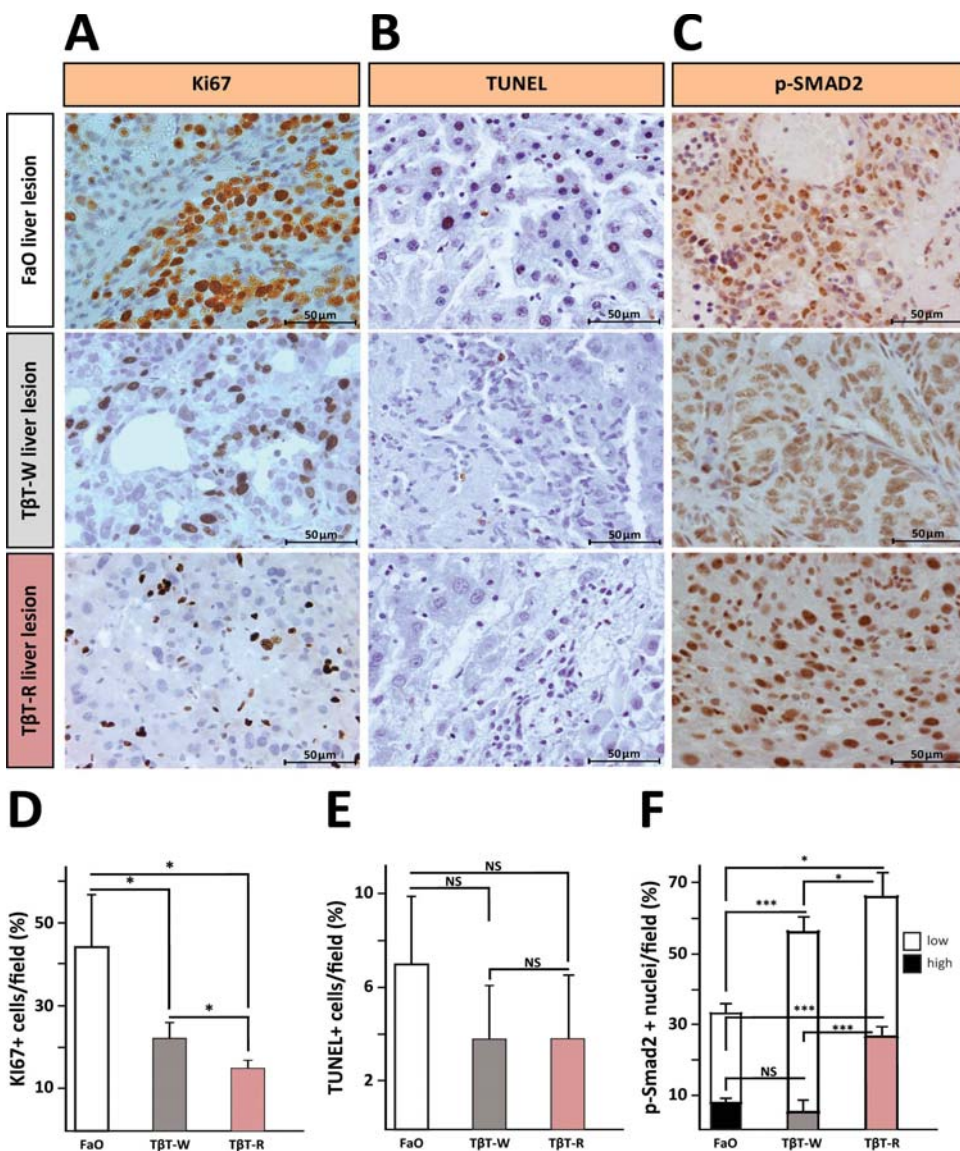 A
B
C
Ki67
TUNEL
p-SMAD2
FaO liver lesion
50µm
50µm
50µm
TβT-W liver lesion
50µm
50µm
50µm
TβT-R liver lesion
50µm
50µm
50µm
D
E
F
KI67+ cells/field (%)
50
30
10
*
*
*
FaO
TβT-W
TβT-R
TUNEL+ cells/field (%)
10
6
2
NS
NS
NS
FaO
TβT-W
TβT-R
p-Smad2 + nuclei/field (%)
70
50
30
10
*
*
***
***
***
NS
low
high
FaO
TβT-W
TβT-R